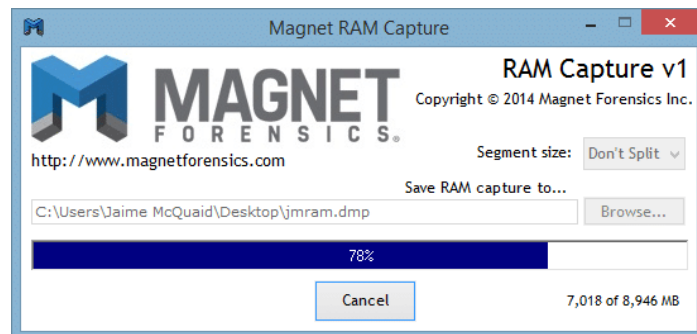 Magnet RAM Capture
MAGNET
FORENSICS®
RAM Capture v1
Copyright © 2014 Magnet Forensics Inc.
http://www.magnetforensics.com
Segment size: Don't Split
Save RAM capture to...
C:\Users\Jaime McQuaid\Desktop\jmram.dmp
Browse...
78%
Cancel
7,018 of 8,946 MB